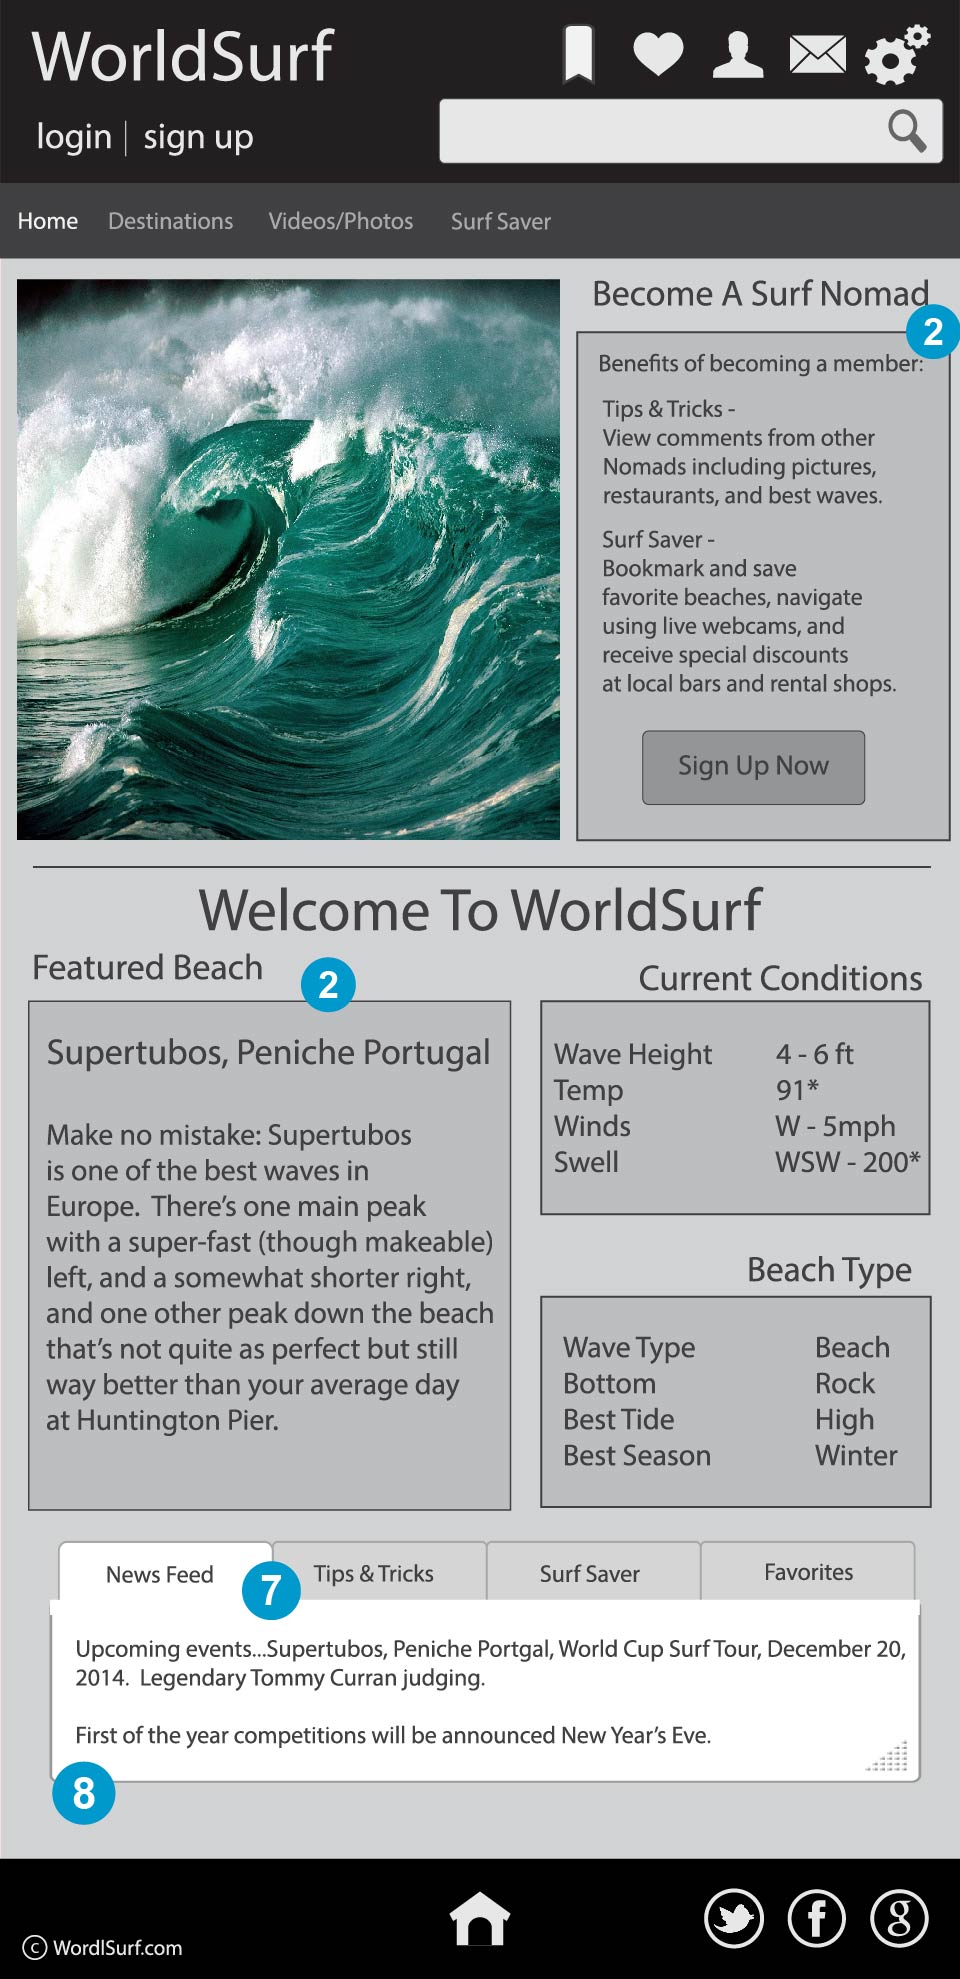 WorldSurf
login | sign up
Home Destinations Videos/Photos Surf Saver
Become A Surf Nomad
2
Benefits of becoming a member:
Tips & Tricks -
View comments from other
Nomads including pictures,
restaurants, and best waves.
Surf Saver -
Bookmark and save
favorite beaches, navigate
using live webcams, and
receive special discounts
at local bars and rental shops.
Sign Up Now
Welcome To WorldSurf
Featured Beach
2
Supertubos, Peniche Portugal
Make no mistake: Supertubos
is one of the best waves in
Europe. There's one main peak
with a super-fast (though makeable)
left, and a somewhat shorter right,
and one other peak down the beach
that's not quite as perfect but still
way better than your average day
at Huntington Pier.
Current Conditions
Wave Height 4 - 6 ft
Temp 91*
Winds W - 5mph
Swell WSW - 200*
Beach Type
Wave Type Beach
Bottom Rock
Best Tide High
Best Season Winter
News Feed 7 Tips & Tricks Surf Saver Favorites
Upcoming events...Supertubos, Peniche Portgal, World Cup Surf Tour, December 20,
2014. Legendary Tommy Curran judging.
First of the year competitions will be announced New Year's Eve.
8
© WordlSurf.com